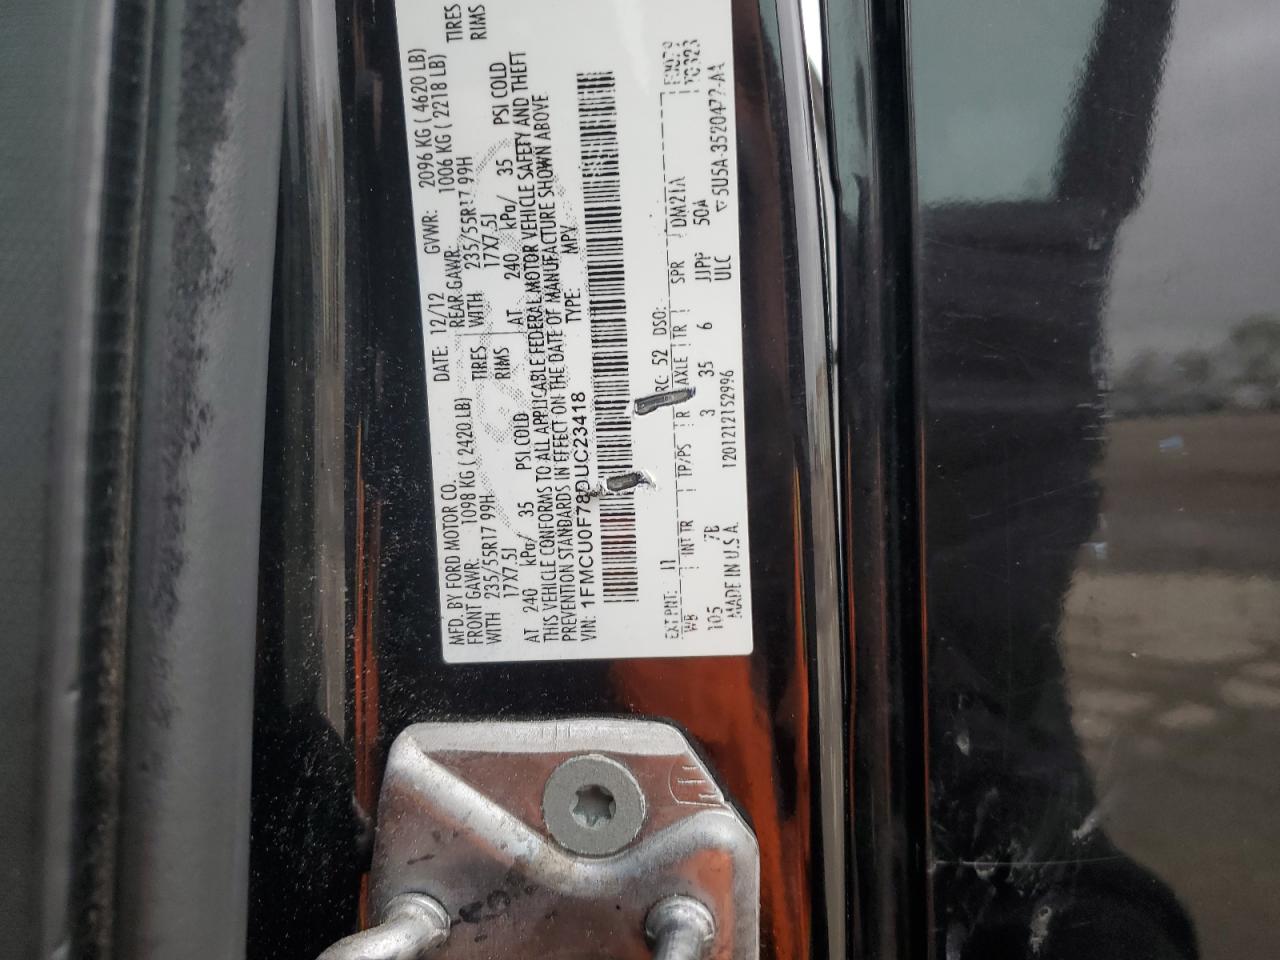 MFD. BY FORD MOTOR CO. DATE: 12/12 GVWR: 2096 KG ( 4620 LB)
FRONT GAWR: 1098 KG ( 2420 LB) REAR GAWR: 1006 KG ( 2218 LB)
WITH 235/55R17 99H TIRES WITH 235/55R17 99H TIRES
17X7.5J RIMS 17X7.5J RIMS
AT 240 kPa/ 35 PSI COLD AT 240 kPa/ 35 PSI COLD
THIS VEHICLE CONFORMS TO ALL APPLICABLE FEDERAL MOTOR VEHICLE SAFETY AND THEFT
PREVENTION STANDARDS IN EFFECT ON THE DATE OF MANUFACTURE SHOWN ABOVE
VIN: 1FMCU0F78DUC23418 TYPE: MPV
EXT PNT: RC: 52 DSO:
WB INT TR TP/PS R AXLE TR SPR DM21A
105 7B 3 35 6 JJPP 50A
MADE IN U.S.A. 1201212152996 ULC 5U5A-3520472-AA